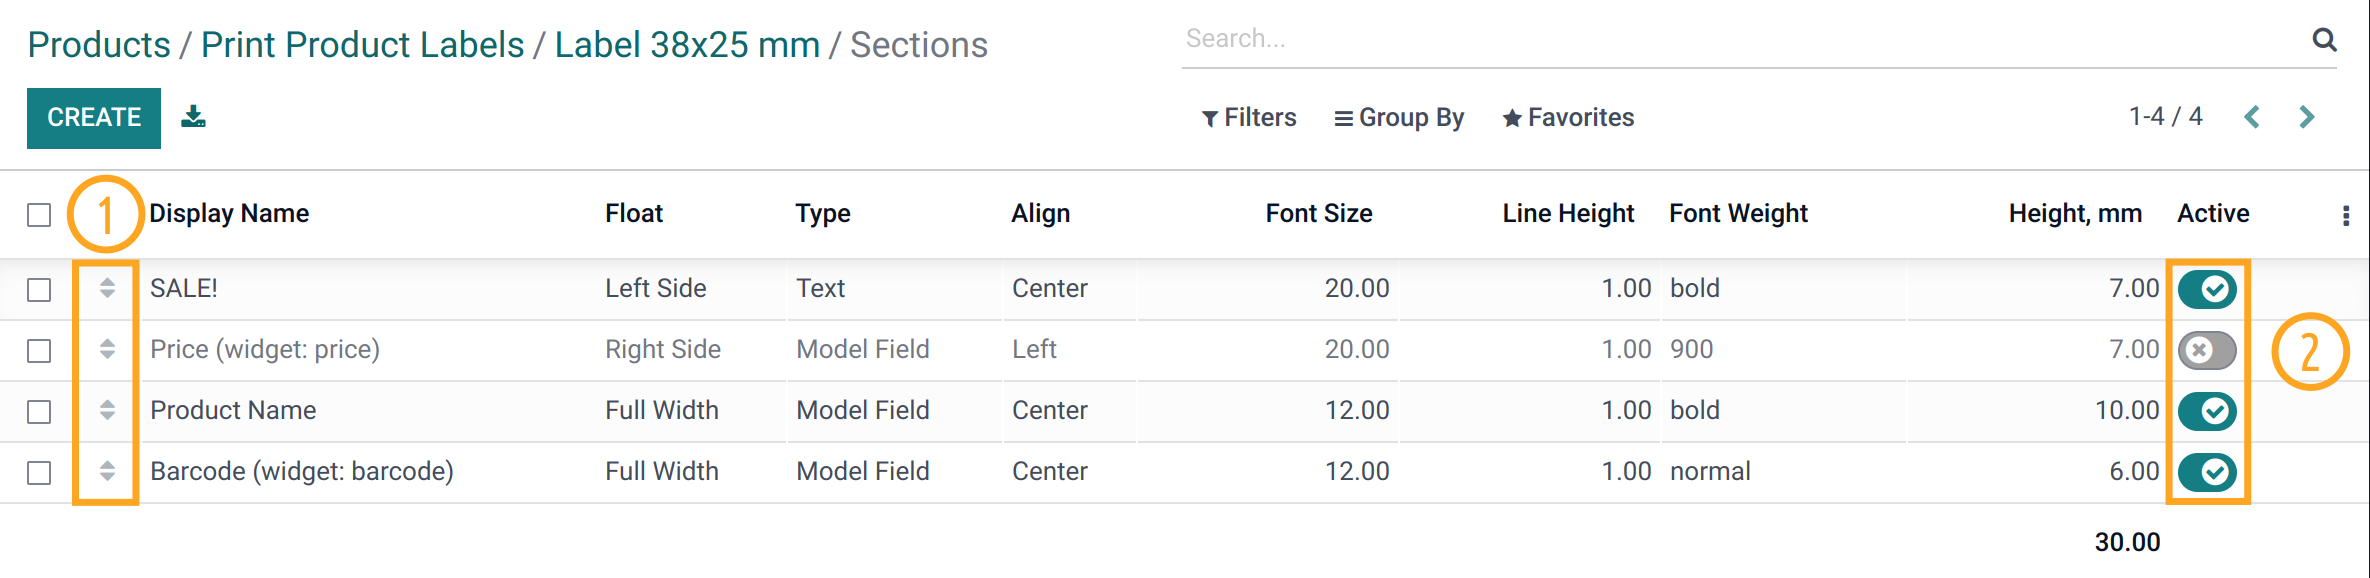 Products / Print Product Labels / Label 38x25 mm / Sections
Search...
CREATE
Filters Group By Favorites
1-4 / 4
1 Display Name Float Type Align Font Size Line Height Font Weight Height, mm Active
SALE! Left Side Text Center 20.00 1.00 bold 7.00
Price (widget: price) Right Side Model Field Left 20.00 1.00 900 7.00 2
Product Name Full Width Model Field Center 12.00 1.00 bold 10.00
Barcode (widget: barcode) Full Width Model Field Center 12.00 1.00 normal 6.00
30.00